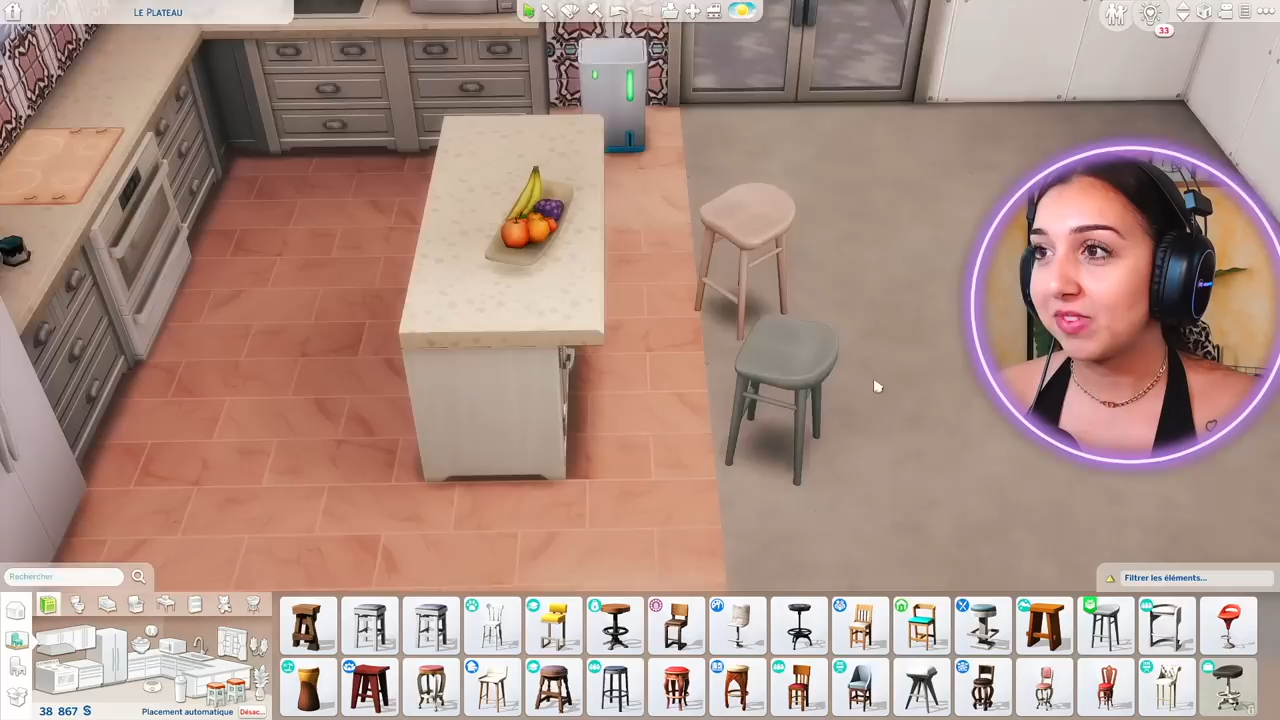 LE PLATEAU
33
Rechercher
Filtrer les éléments...
38 867 $
Placement automatique
Désac...